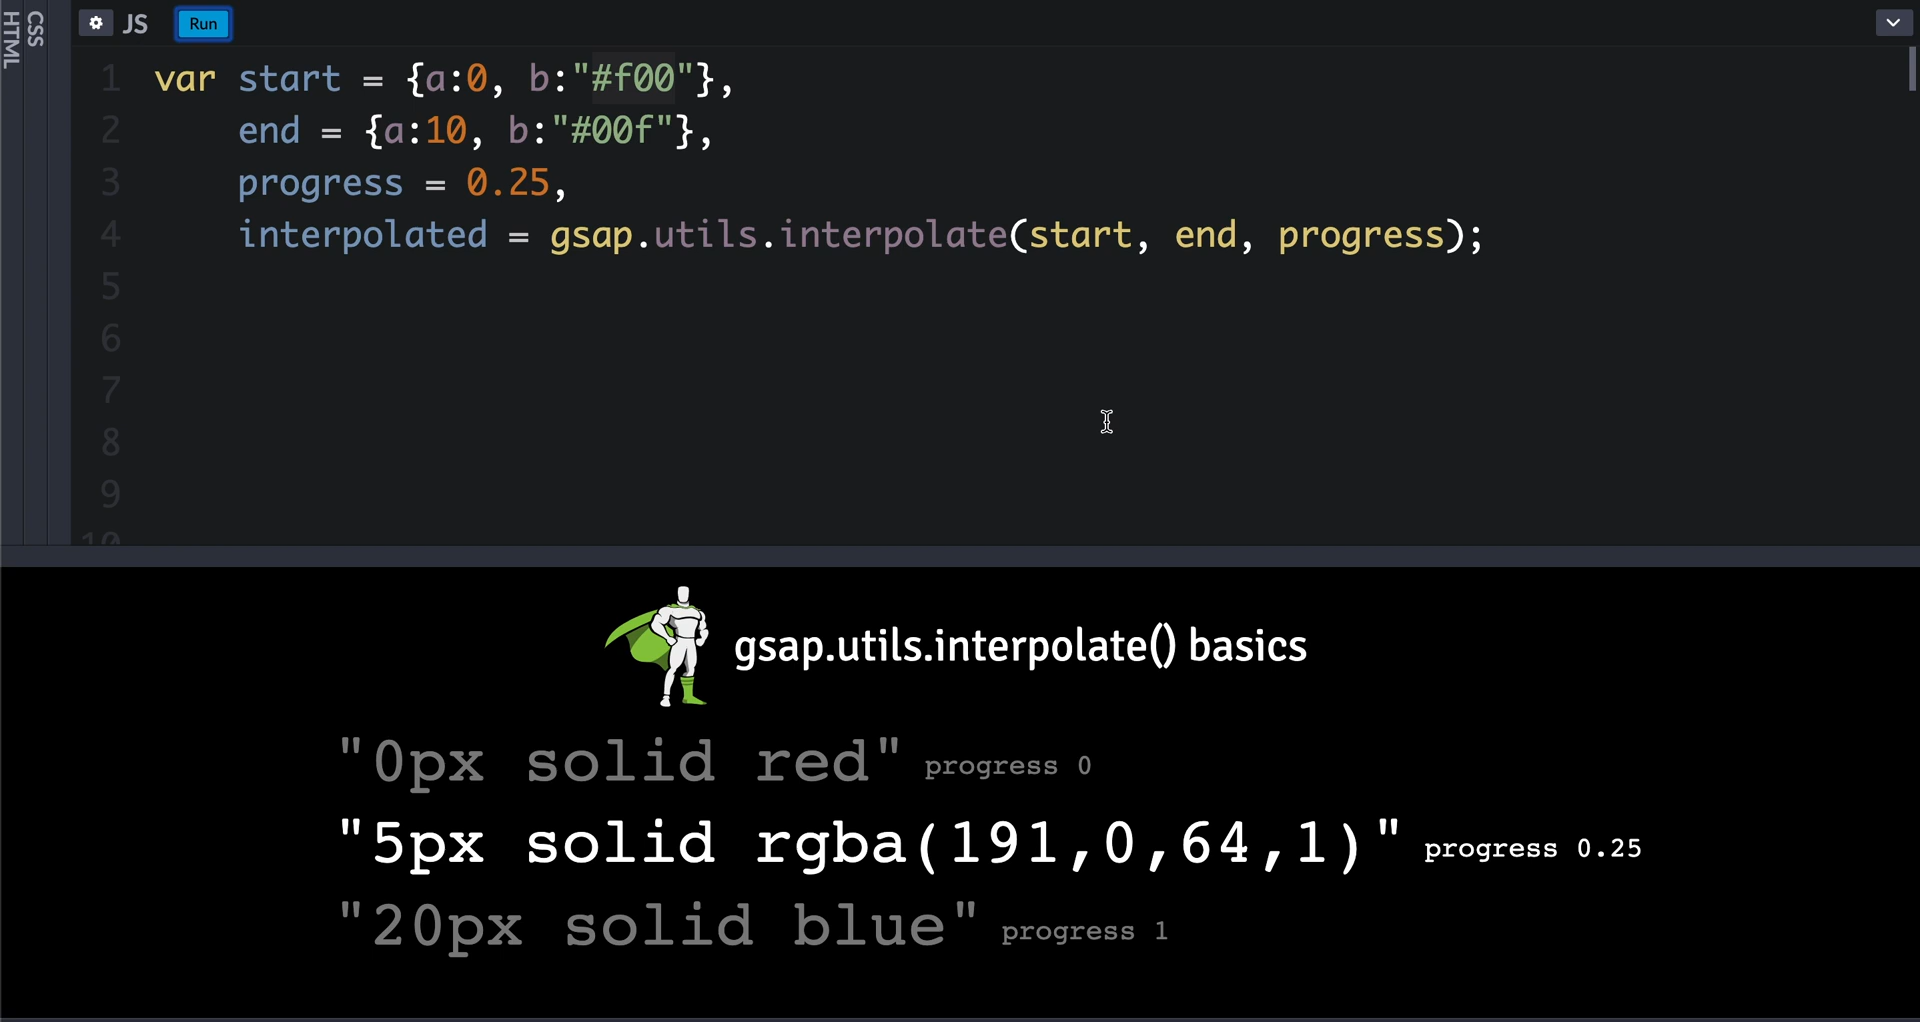 HTML
CSS
JS
Run
1 var start = {a:0, b:"#f00"},
2 end = {a:10, b:"#00f"},
3 progress = 0.25,
4 interpolated = gsap.utils.interpolate(start, end, progress);
5
6
7
8
9
10
gsap.utils.interpolate() basics
"0px solid red" progress 0
"5px solid rgba(191,0,64,1)" progress 0.25
"20px solid blue" progress 1